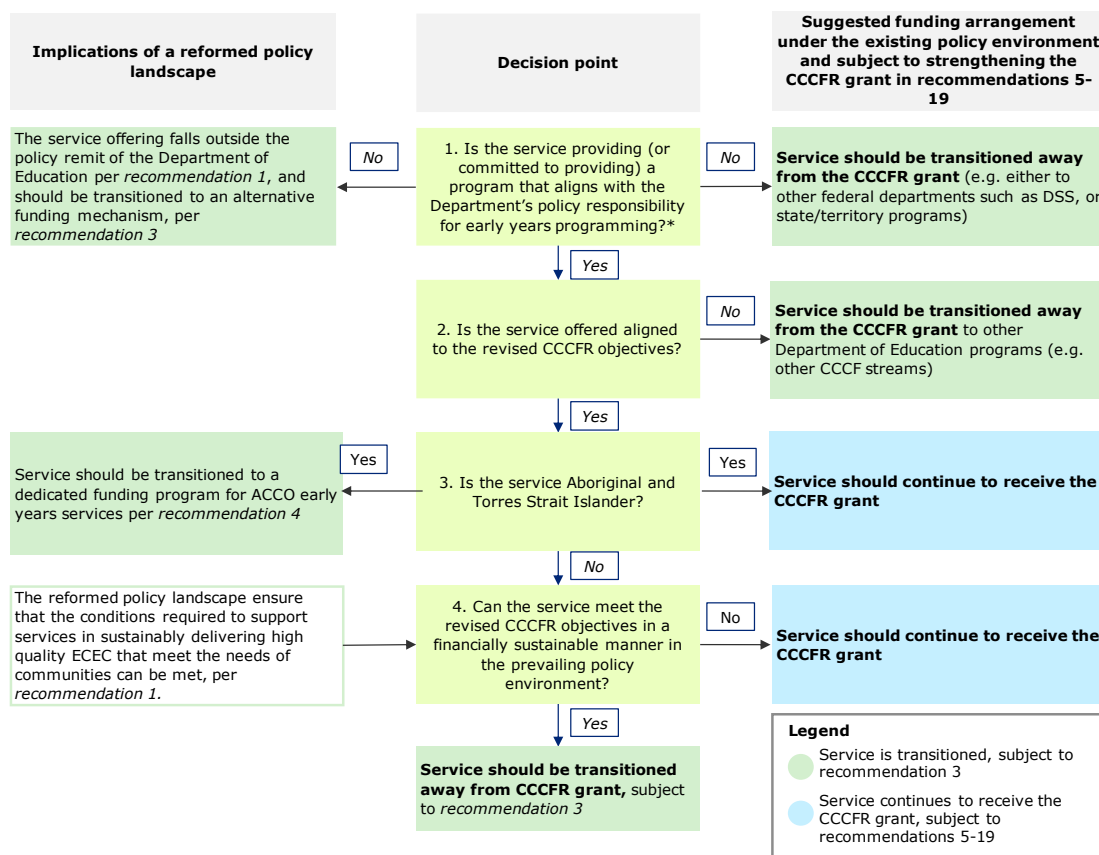 Implications of a reformed policy
landscape
Decision point
Suggested funding arrangement
under the existing policy environment
and subject to strengthening the
CCCFR grant in recommendations 5-
19
The service offering falls outside the
policy remit of the Department of
Education per recommendation 1, and
should be transitioned to an alternative
funding mechanism, per
recommendation 3
No
1. Is the service providing (or
committed to providing) a
program that aligns with the
Department's policy responsibility
for early years programming?*
No
Service should be transitioned away
from the CCCFR grant (e.g. either to
other federal departments such as DSS, or
state/territory programs)
Yes
2. Is the service offered aligned
to the revised CCCFR objectives?
No
Service should be transitioned away
from the CCCFR grant to other
Department of Education programs (e.g.
other CCCF streams)
Yes
Service should be transitioned to a
dedicated funding program for ACCO early
years services per recommendation 4
Yes
3. Is the service Aboriginal and
Torres Strait Islander?
Yes
Service should continue to receive the
CCCFR grant
No
The reformed policy landscape ensure
that the conditions required to support
services in sustainably delivering high
quality ECEC that meet the needs of
communities can be met, per
recommendation 1.
4. Can the service meet the
revised CCCFR objectives in a
financially sustainable manner in
the prevailing policy
environment?
No
Service should continue to receive the
CCCFR grant
Yes
Service should be transitioned
away from CCCFR grant, subject
to recommendation 3
Legend
Service is transitioned, subject to
recommendation 3
Service continues to receive the
CCCFR grant, subject to
recommendations 5-19